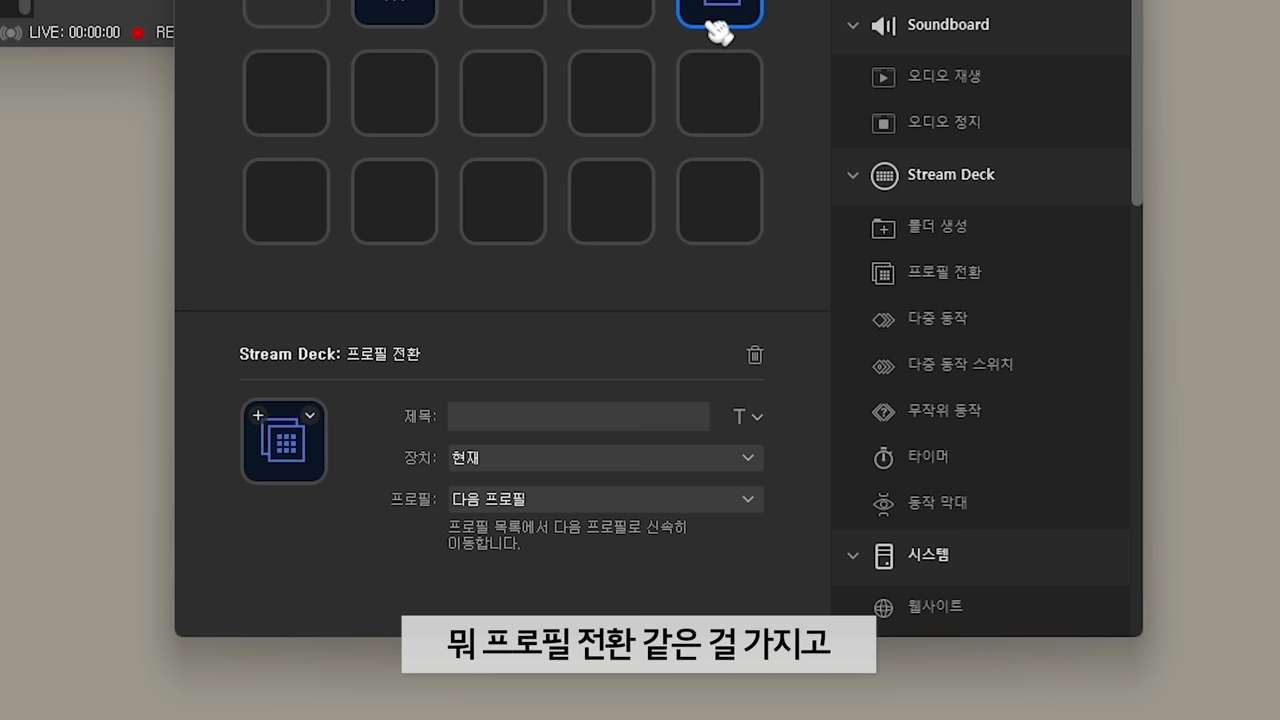 LIVE: 00:00:00
RE
Soundboard
오디오 재생
오디오 정지
Stream Deck
폴더 생성
프로필 전환
다중 동작
다중 동작 스위치
무작위 동작
타이머
동작 막대
시스템
웹사이트
Stream Deck: 프로필 전환
제목:
T
장치: 현재
프로필: 다음 프로필
프로필 목록에서 다음 프로필로 신속히
이동합니다.
뭐 프로필 전환 같은 걸 가지고